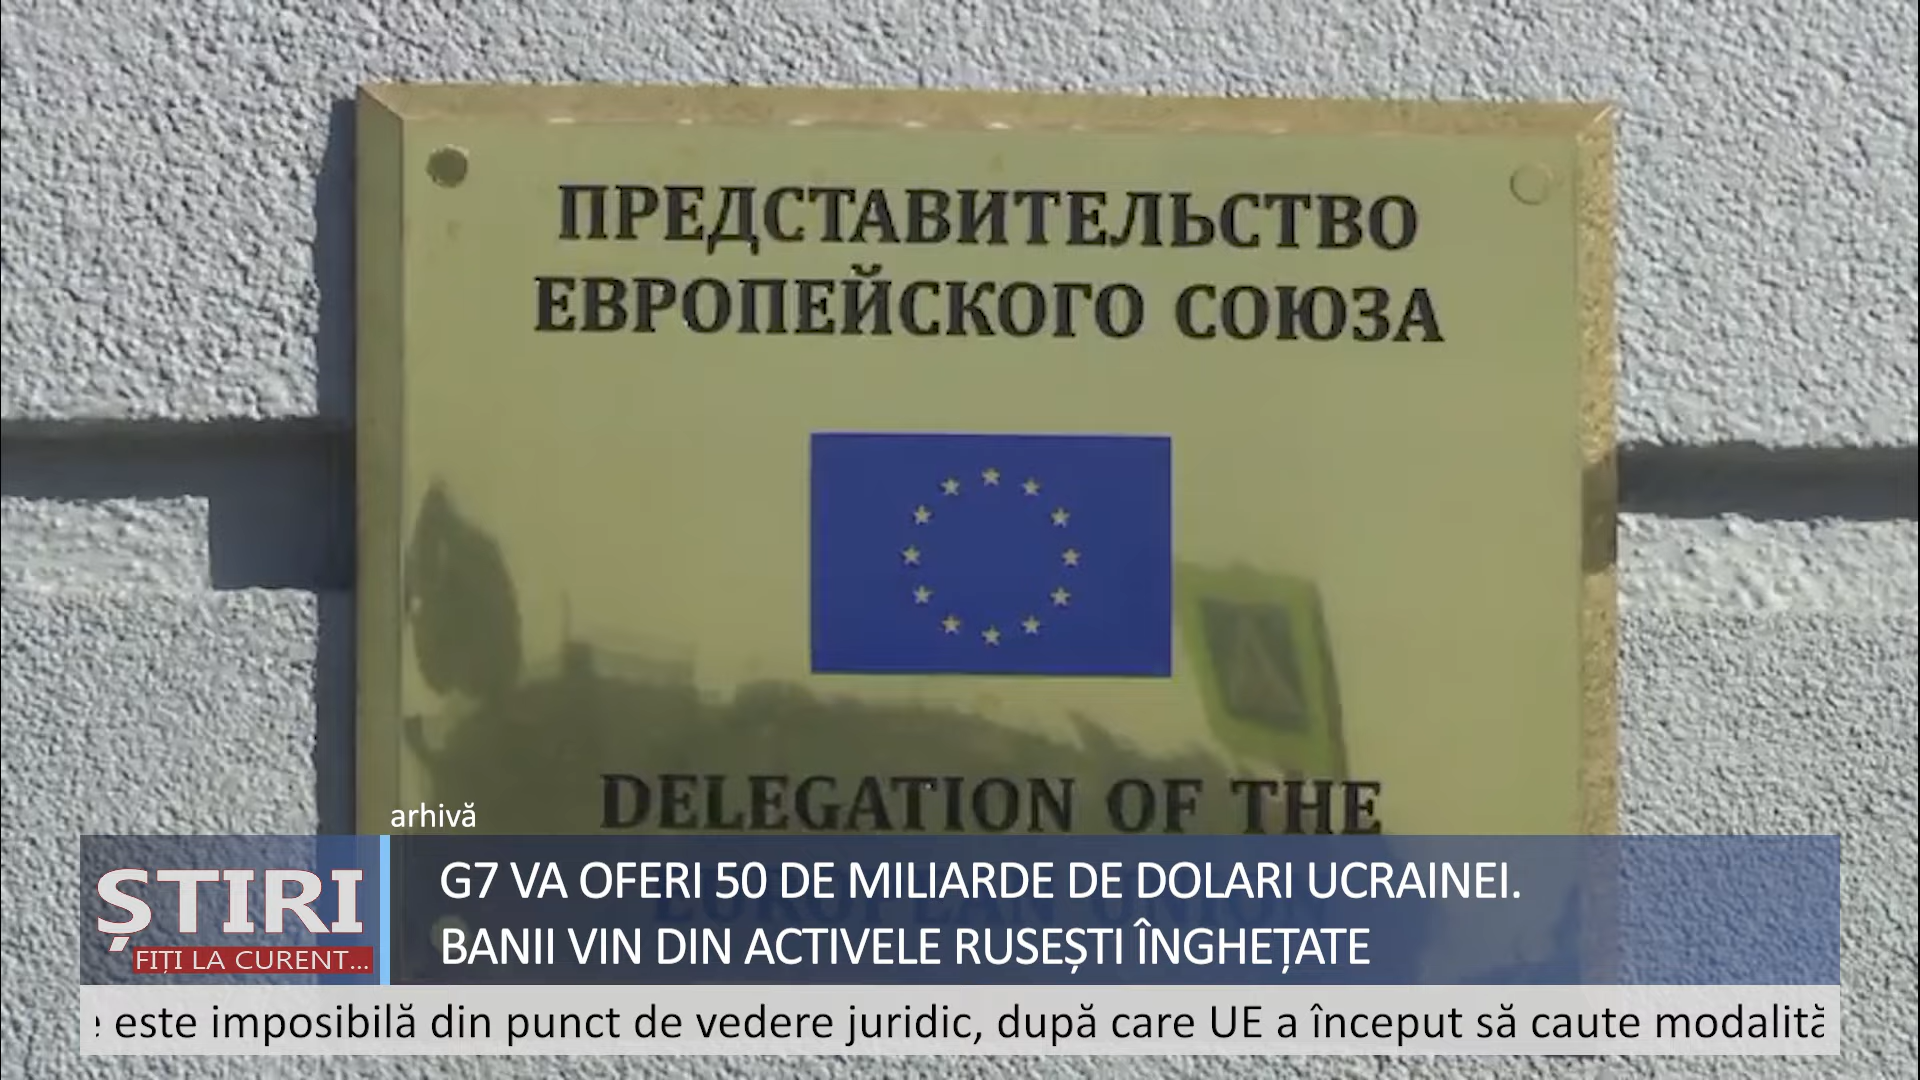 ПРЕДСТАВИТЕЛЬСТВО
ЕВРОПЕЙСКОГО СОЮЗА
DELEGATION OF THE
EUROPEAN UNION
arhivă
ȘTIRI
FIȚI LA CURENT...
G7 VA OFERI 50 DE MILIARDE DE DOLARI UCRAINEI.
BANII VIN DIN ACTIVELE RUSEȘTI ÎNGHEȚATE
este imposibilă din punct de vedere juridic, după care UE a început să caute